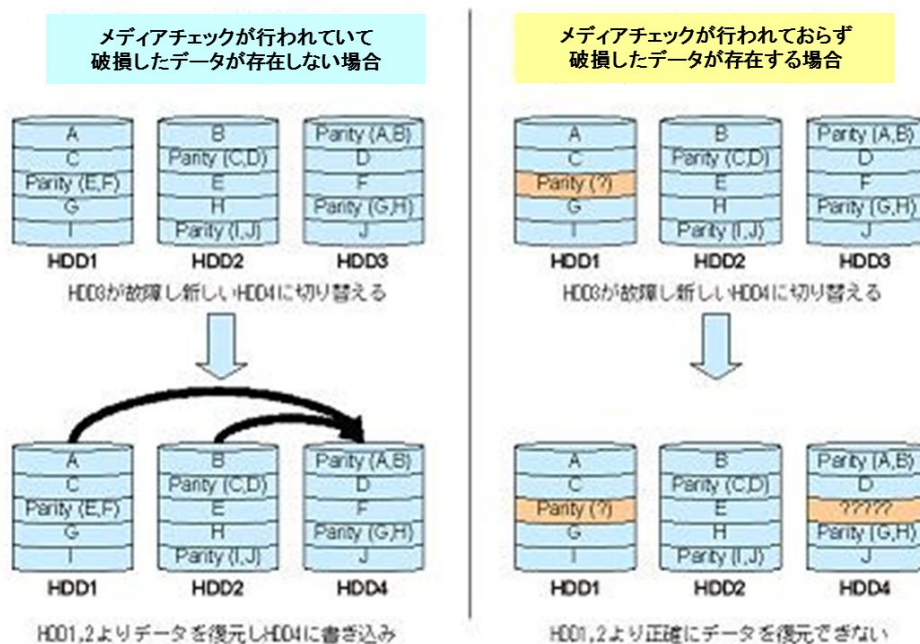 メディアチェックが行われていて
破損したデータが存在しない場合
A
C
Parity (E,F)
G
I
HDD1
B
Parity (C,D)
E
H
Parity (I,J)
HDD2
Parity (A,B)
D
F
Parity (G,H)
J
HDD3
HDD3が故障し新しいHDD4に切り替える
A
C
Parity (E,F)
G
I
HDD1
B
Parity (C,D)
E
H
Parity (I,J)
HDD2
Parity (A,B)
D
F
Parity (G,H)
J
HDD4
HDD1,2よりデータを復元しHDD4に書き込み
メディアチェックが行われておらず
破損したデータが存在する場合
A
C
Parity (?)
G
I
HDD1
B
Parity (C,D)
E
H
Parity (I,J)
HDD2
Parity (A,B)
D
F
Parity (G,H)
J
HDD3
HDD3が故障し新しいHDD4に切り替える
A
C
Parity (?)
G
I
HDD1
B
Parity (C,D)
E
H
Parity (I,J)
HDD2
Parity (A,B)
D
?????
Parity (G,H)
J
HDD4
HDD1,2より正確にデータを復元できない